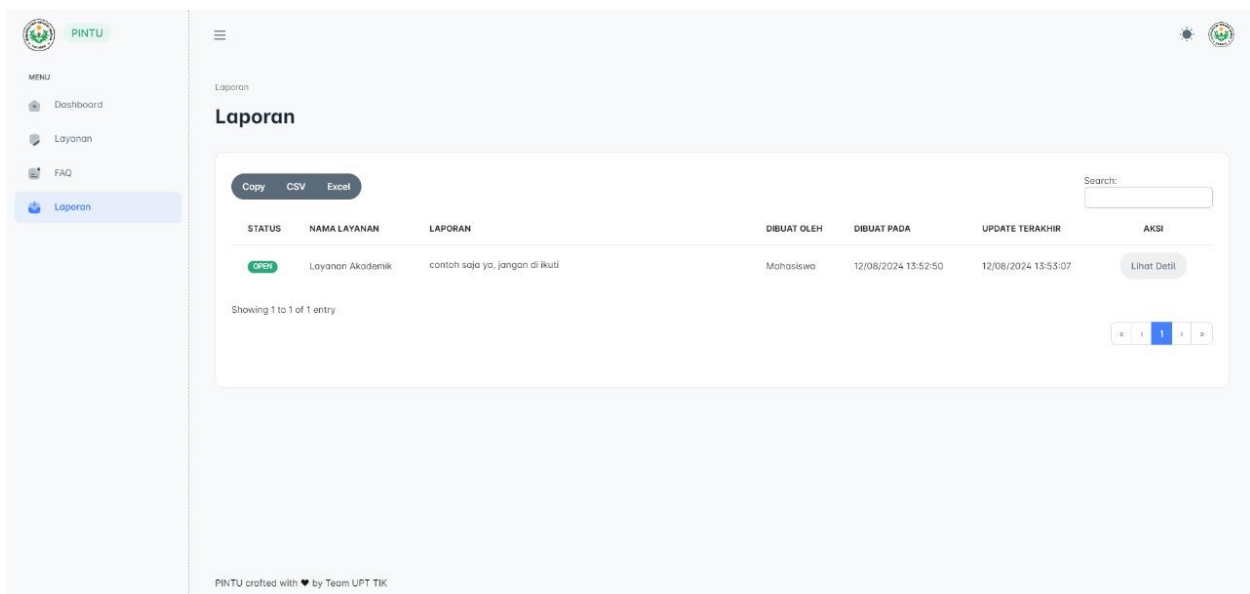 PINTU
MENU
Dashboard
Layanan
FAQ
Laporan
Laporan
Laporan
Copy CSV Excel
Search:
STATUS NAMA LAYANAN LAPORAN DIBUAT OLEH DIBUAT PADA UPDATE TERAKHIR AKSI
OPEN Layanan Akademik contoh saja ya, jangan di ikuti Mahasiswa 12/08/2024 13:52:50 12/08/2024 13:53:07 Lihat Detil
Showing 1 to 1 of 1 entry
« ‹ 1 › »
PINTU crafted with ♥ by Team UPT TIK